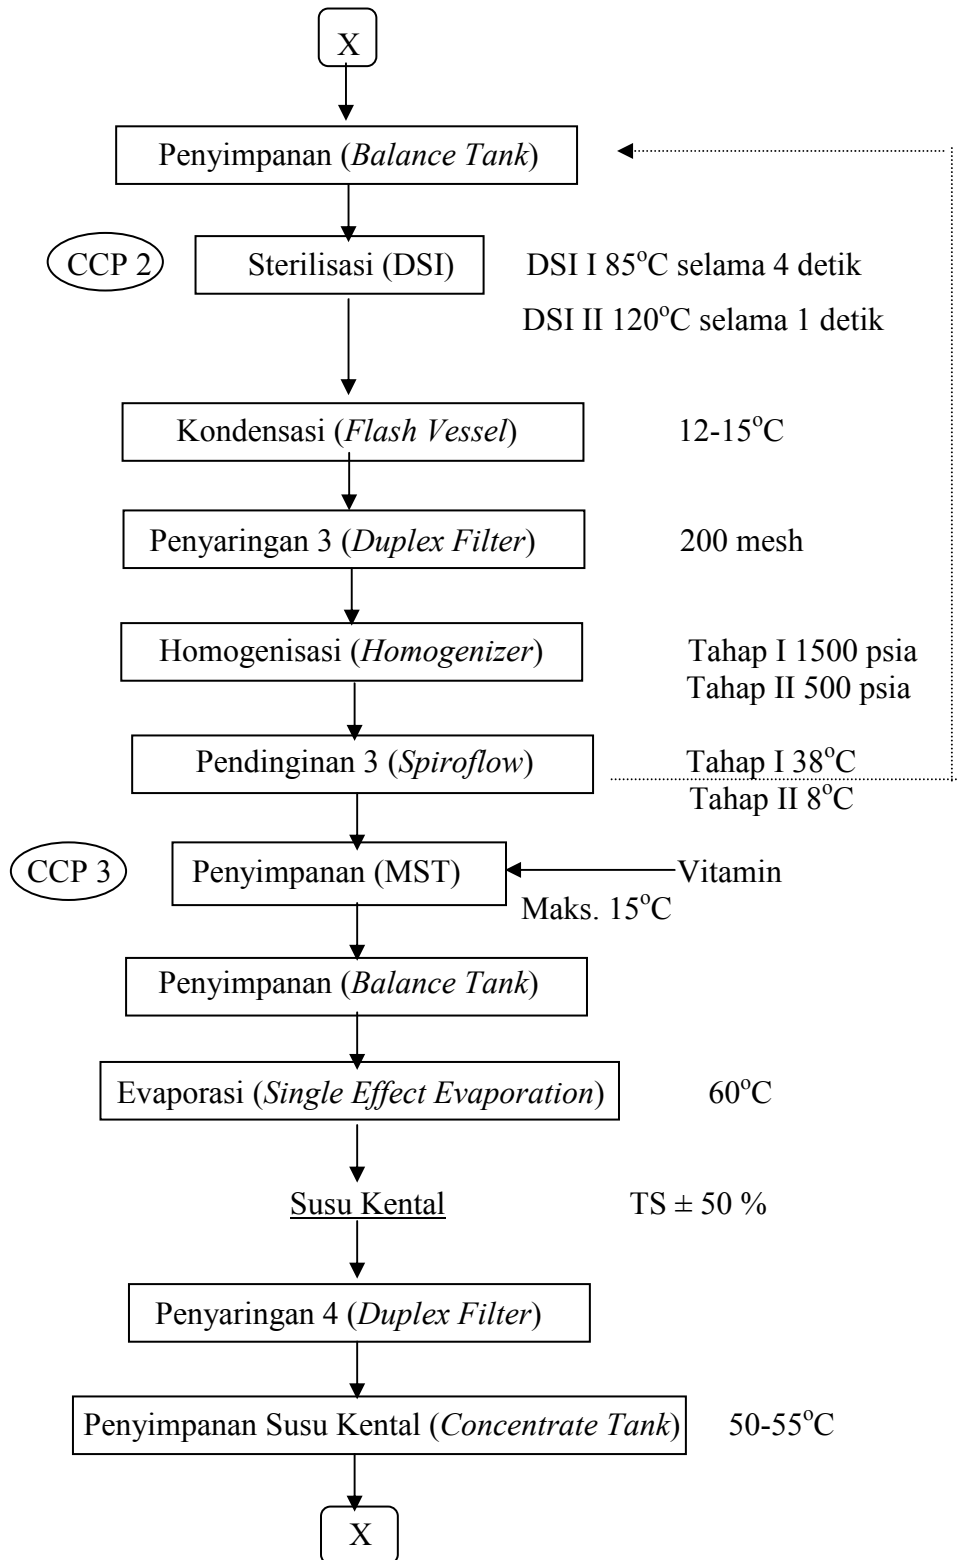 X
Penyimpanan (Balance Tank)
CCP 2
Sterilisasi (DSI)
DSI I 85°C selama 4 detik
DSI II 120°C selama 1 detik
Kondensasi (Flash Vessel)
12-15°C
Penyaringan 3 (Duplex Filter)
200 mesh
Homogenisasi (Homogenizer)
Tahap I 1500 psia
Tahap II 500 psia
Pendinginan 3 (Spiroflow)
Tahap I 38°C
Tahap II 8°C
CCP 3
Penyimpanan (MST)
Vitamin
Maks. 15°C
Penyimpanan (Balance Tank)
Evaporasi (Single Effect Evaporation)
60°C
Susu Kental
TS ± 50 %
Penyaringan 4 (Duplex Filter)
Penyimpanan Susu Kental (Concentrate Tank)
50-55°C
X